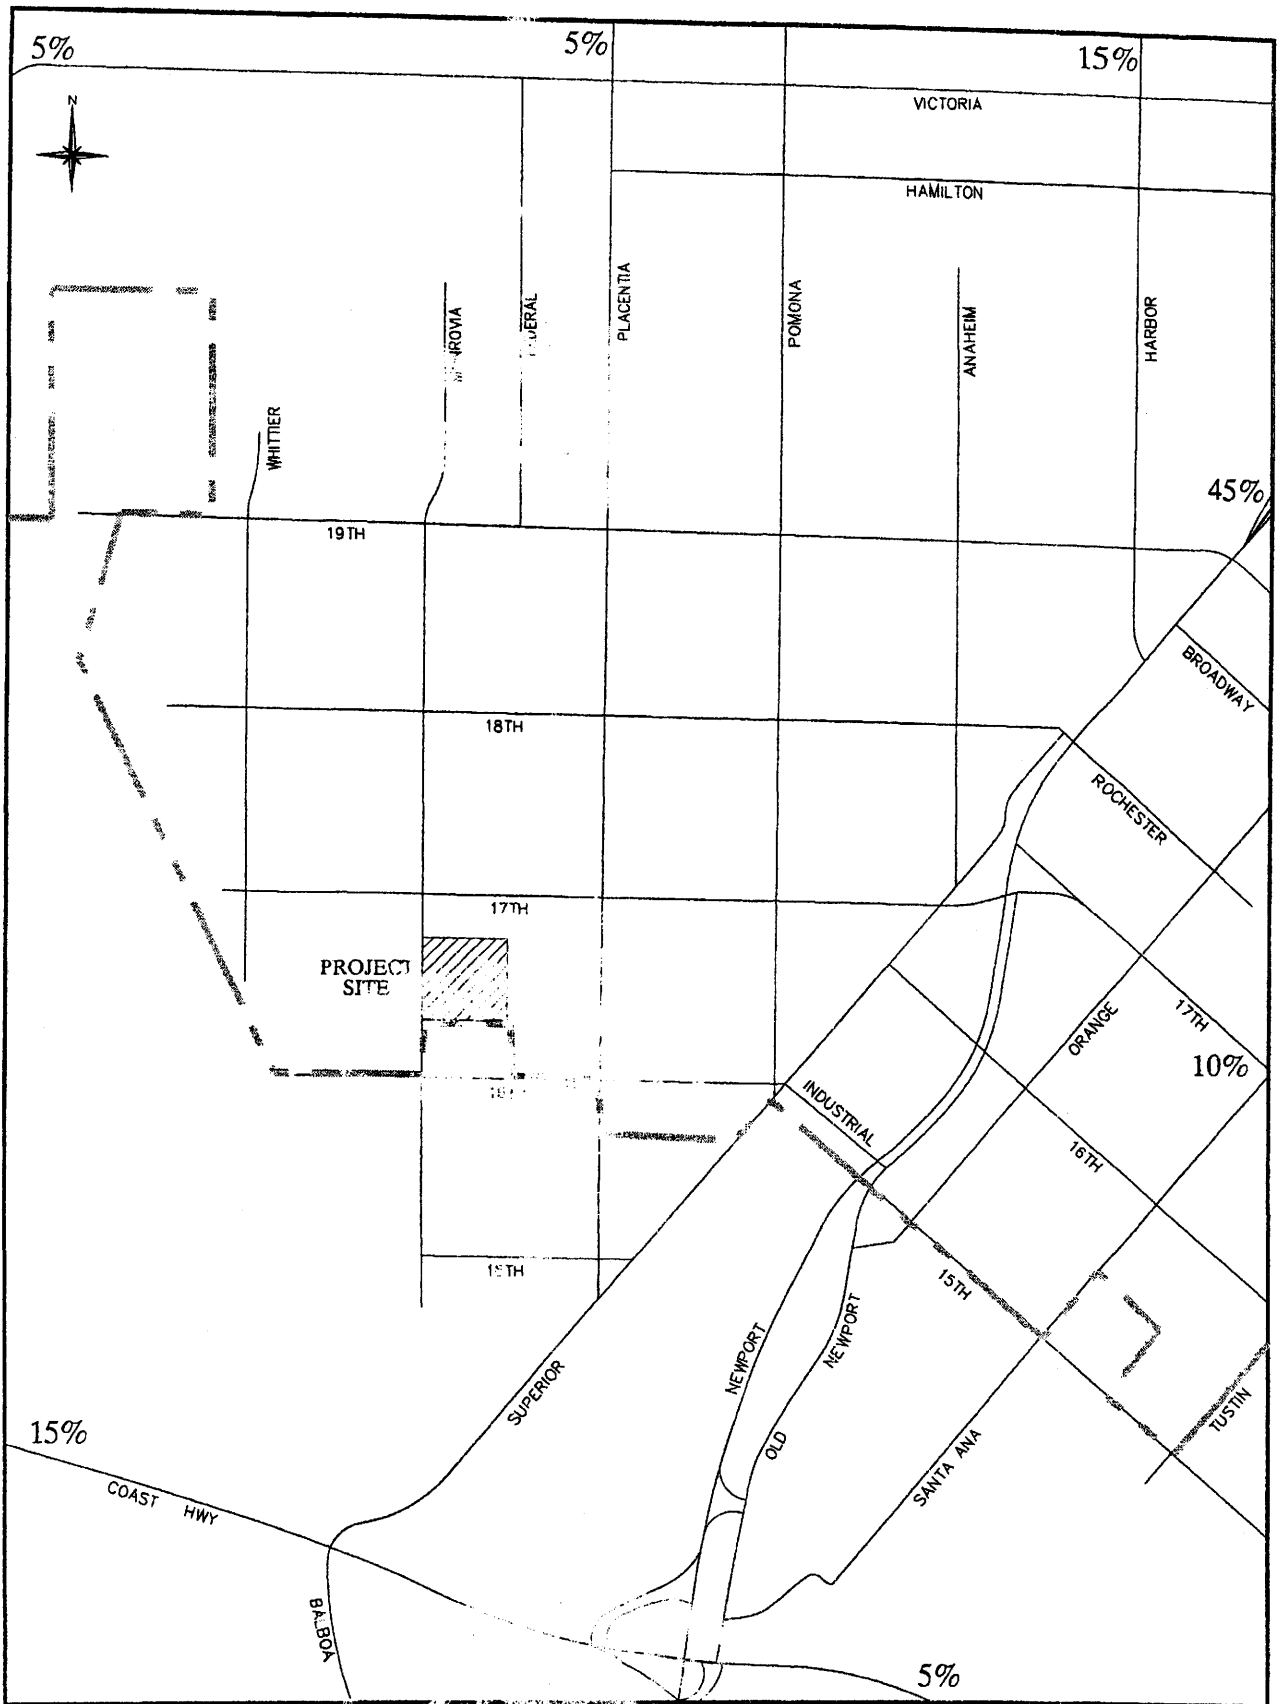 5%
5%
15%
N
VICTORIA
HAMILTON
PLACENTIA
POMONA
ANAHEIM
HARBOR
WHITTIER
45%
19TH
BROADWAY
18TH
ROCHESTER
17TH
PROJECT
SITE
17TH
ORANGE
10%
INDUSTRIAL
16TH
15TH
15TH
NEWPORT
OLD
NEWPORT
SUPERIOR
TUSTIN
SANTA ANA
15%
COAST HWY
BALBOA
5%